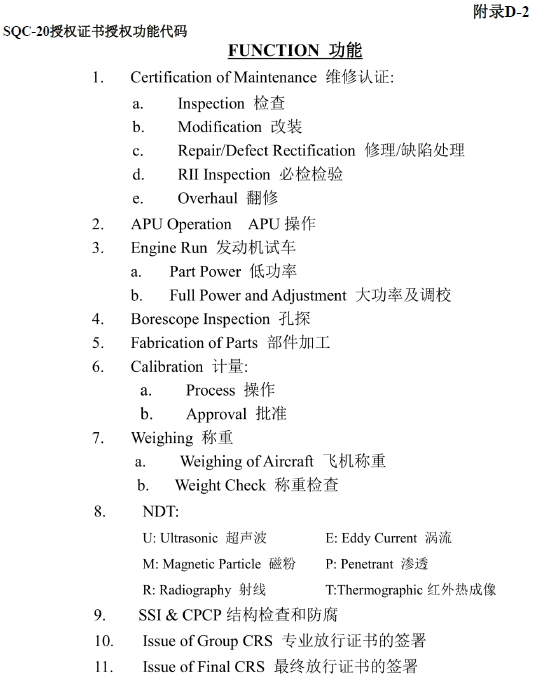 附录D-2
SQC-20授权证书授权功能代码
FUNCTION 功能
1. Certification of Maintenance 维修认证:
a. Inspection 检查
b. Modification 改装
c. Repair/Defect Rectification 修理/缺陷处理
d. RII Inspection 必检检验
e. Overhaul 翻修
2. APU Operation APU 操作
3. Engine Run 发动机试车
a. Part Power 低功率
b. Full Power and Adjustment 大功率及调校
4. Borescope Inspection 孔探
5. Fabrication of Parts 部件加工
6. Calibration 计量:
a. Process 操作
b. Approval 批准
7. Weighing 称重
a. Weighing of Aircraft 飞机称重
b. Weight Check 称重检查
8. NDT:
U: Ultrasonic 超声波 E: Eddy Current 涡流
M: Magnetic Particle 磁粉 P: Penetrant 渗透
R: Radiography 射线 T:Thermographic 红外热成像
9. SSI & CPCP 结构检查和防腐
10. Issue of Group CRS 专业放行证书的签署
11. Issue of Final CRS 最终放行证书的签署